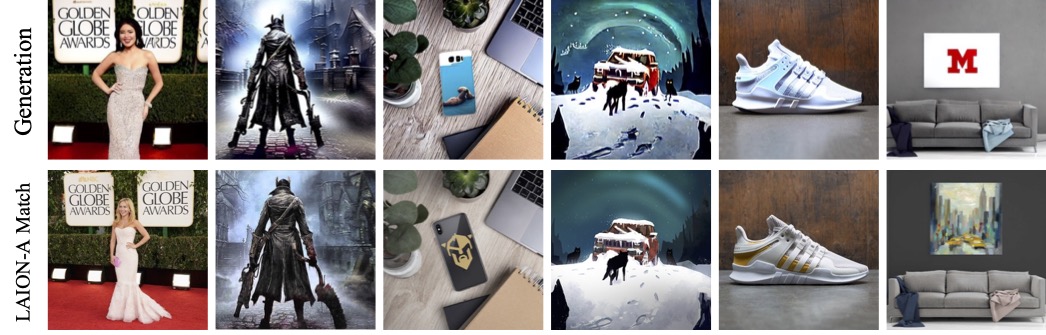 Generation
GOLDEN
GLOBE
AWARDS
GOLDEN
GLOBE
AWARDS
M
LAION-A Match
GOLDEN
GLOBE
AWARDS
GOLDEN
GLOBE
AWARDS